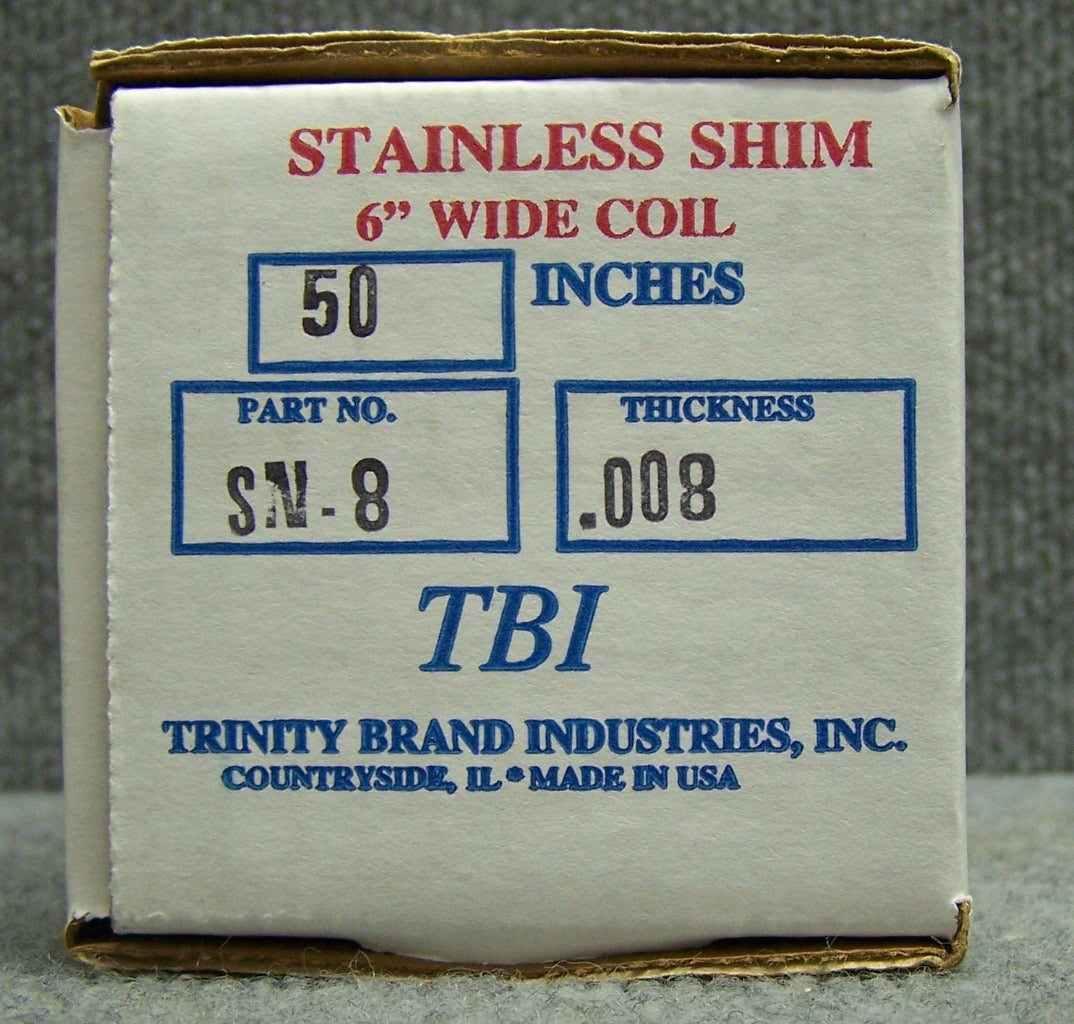 STAINLESS SHIM
6” WIDE COIL
50 INCHES
PART NO.
SN-8
THICKNESS
.008
TBI
TRINITY BRAND INDUSTRIES, INC.
COUNTRYSIDE, IL • MADE IN USA